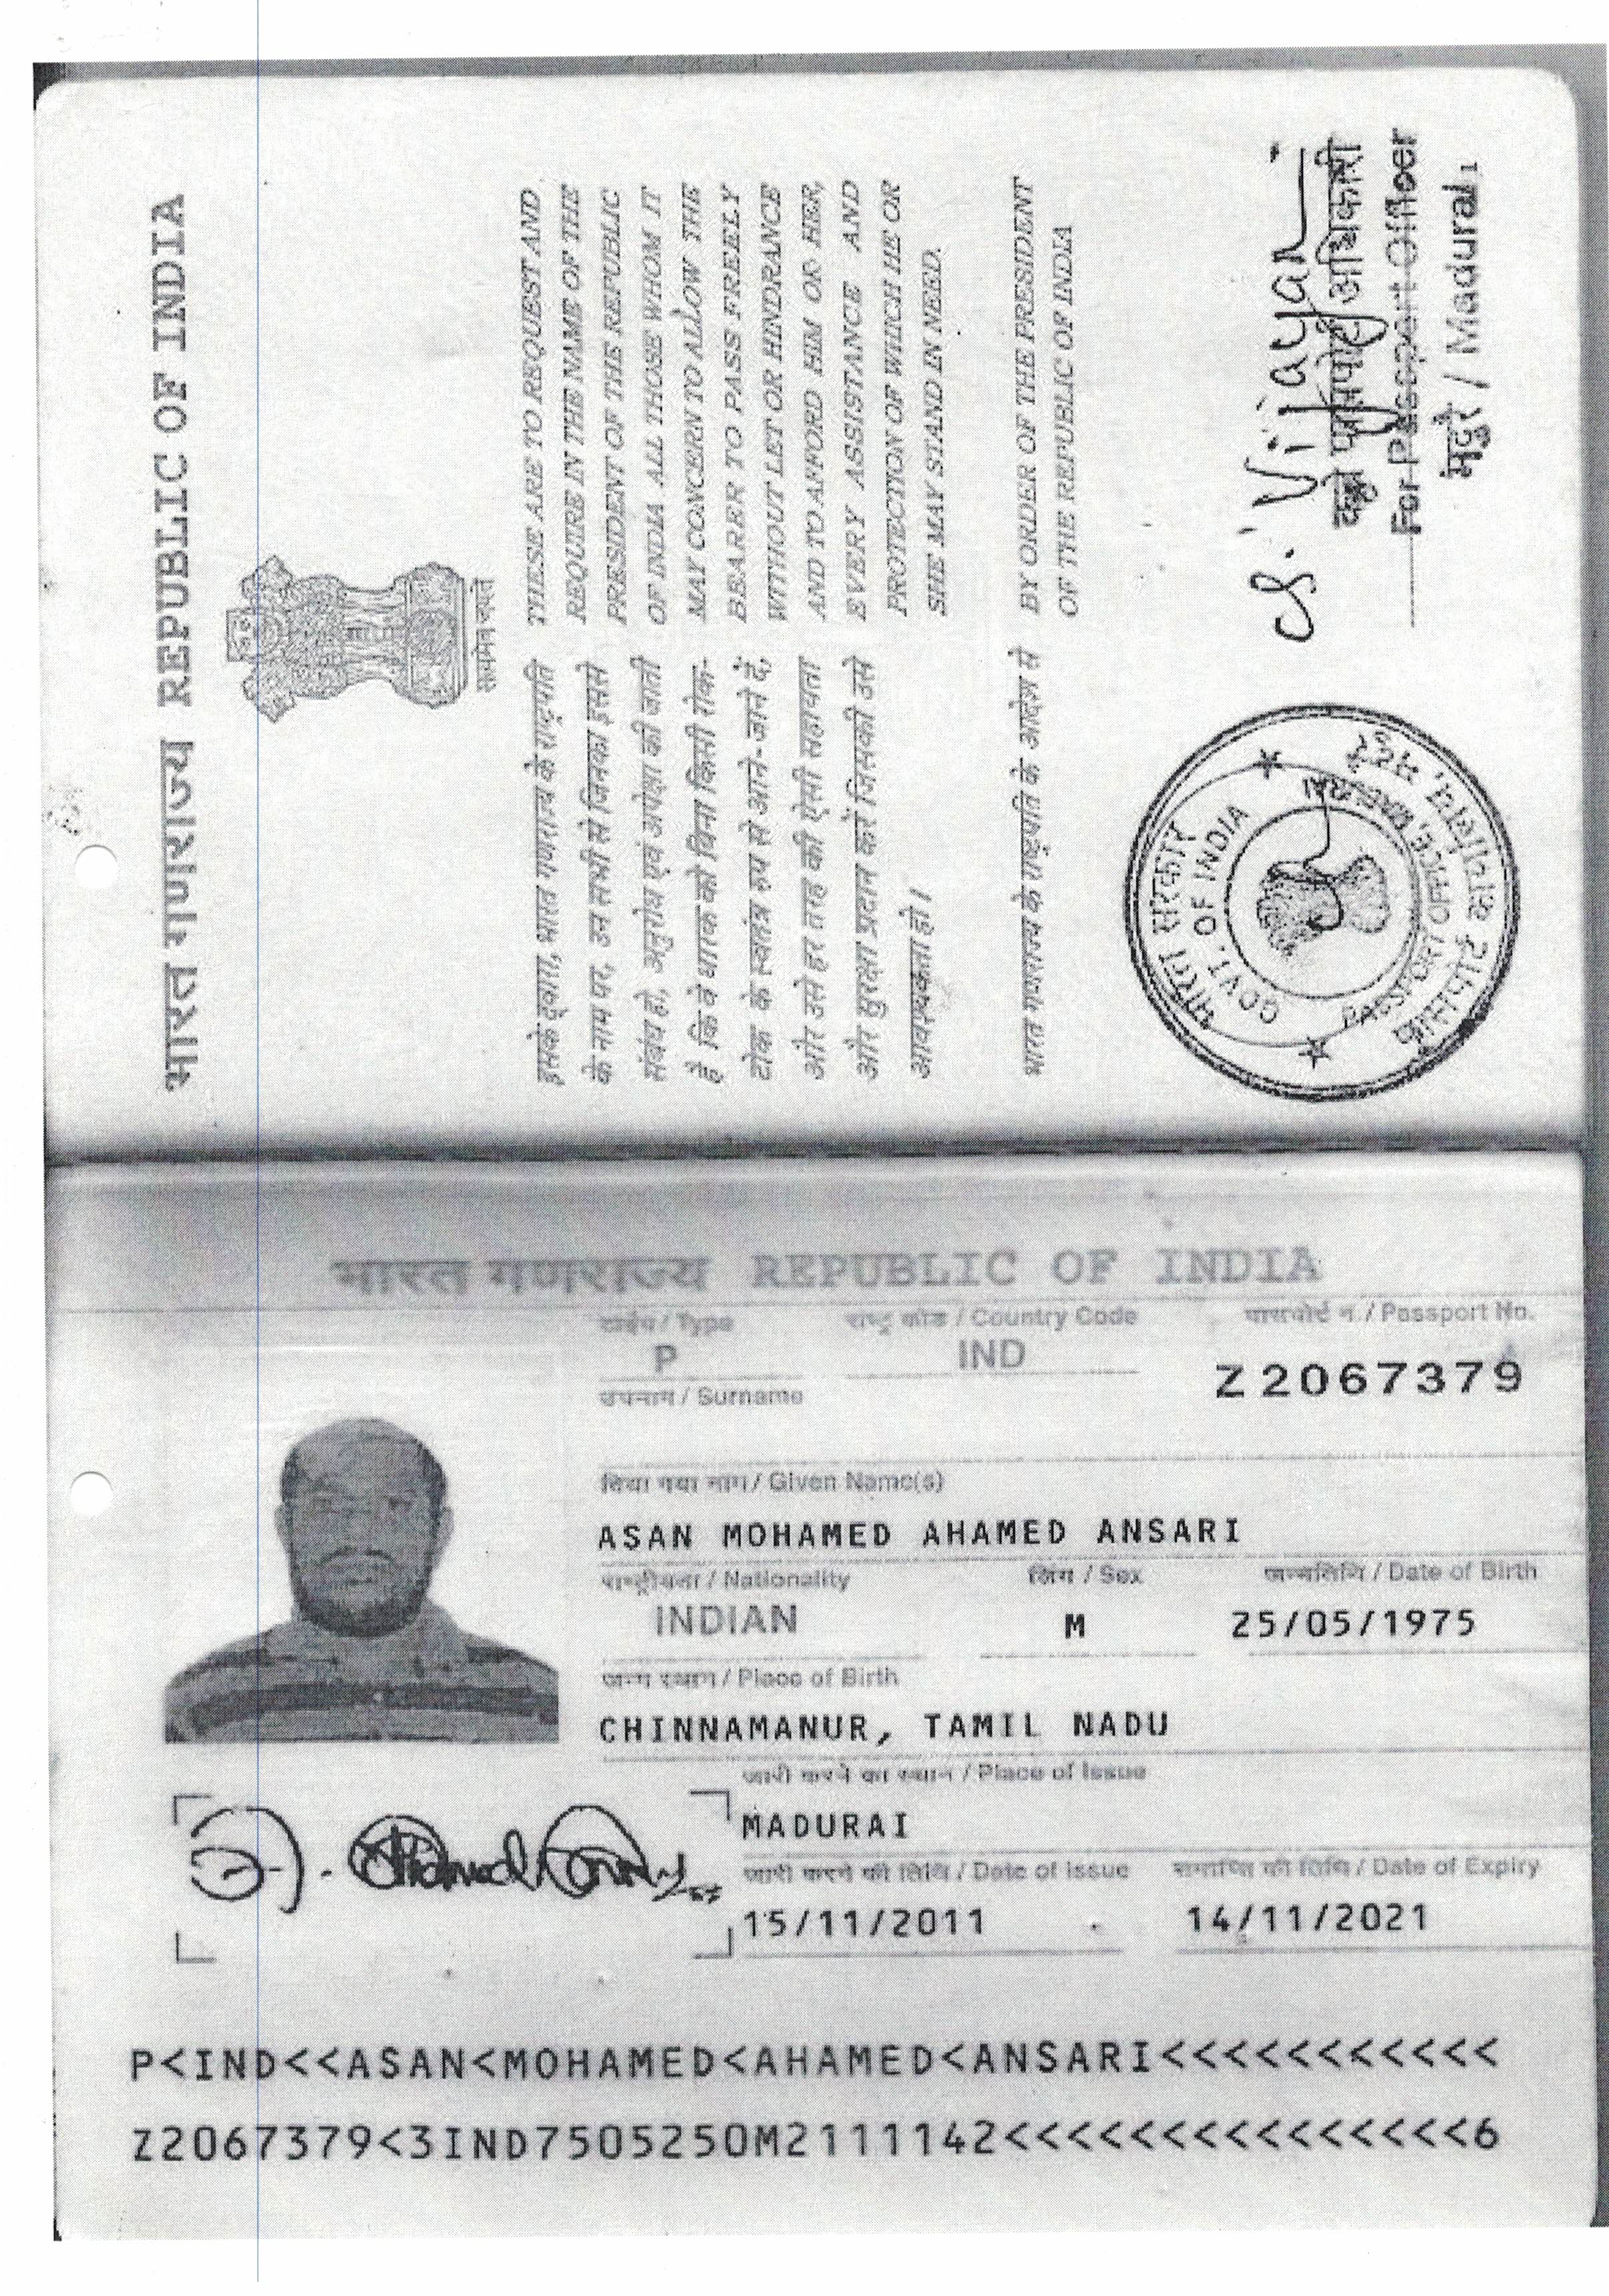 भारत गणराज्य REPUBLIC OF INDIA
सत्यमेव जयते
इसके द्वारा, भारत गणराज्य के राष्ट्रपति
के नाम पर, उन सभी से जिनका इससे
संबंध हो, अनुरोध एवं अपेक्षा की जाती
है कि वे धारक को बिना किसी रोक-
टोक के स्वतंत्र रूप से आने-जाने दें,
और उसे हर तरह की ऐसी सहायता
और सुरक्षा प्रदान करें जिसकी उसे
आवश्यकता हो।
THESE ARE TO REQUEST AND
REQUIRE IN THE NAME OF THE
PRESIDENT OF THE REPUBLIC
OF INDIA ALL THOSE WHOM IT
MAY CONCERN TO ALLOW THE
BEARER TO PASS FREELY
WITHOUT LET OR HINDRANCE
AND TO AFFORD HIM OR HER,
EVERY ASSISTANCE AND
PROTECTION OF WHICH HE OR
SHE MAY STAND IN NEED.
भारत गणराज्य के राष्ट्रपति के आदेश से
BY ORDER OF THE PRESIDENT
OF THE REPUBLIC OF INDIA
भारत सरकार
GOVT. OF INDIA
PASSPORT OFFICE, MADURAI
पासपोर्ट कार्यालय, मदुरै
S. Vijayan
कृते पासपोर्ट अधिकारी
For Passport Officer
मदुरै / Madurai
भारत गणराज्य REPUBLIC OF INDIA
टाईप / Type राष्ट्र कोड / Country Code पासपोर्ट न. / Passport No.
P IND Z2067379
उपनाम / Surname
दिया गया नाम / Given Name(s)
ASAN MOHAMED AHAMED ANSARI
राष्ट्रीयता / Nationality लिंग / Sex जन्मतिथि / Date of Birth
INDIAN M 25/05/1975
जन्म स्थान / Place of Birth
CHINNAMANUR, TAMIL NADU
जारी करने का स्थान / Place of Issue
MADURAI
जारी करने की तिथि / Date of Issue समाप्ति की तिथि / Date of Expiry
15/11/2011 14/11/2021
P<IND<<ASAN<MOHAMED<AHAMED<ANSARI<<<<<<<<<<<
Z2067379<3IND7505250M2111142<<<<<<<<<<<<<<<6